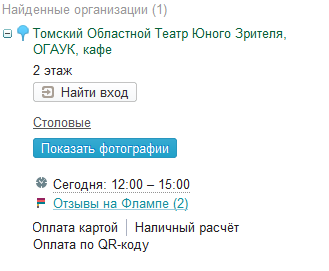 Найденные организации (1)
Томский Областной Театр Юного Зрителя,
ОГАУК, кафе
2 этаж
Найти вход
Столовые
Показать фотографии
Сегодня: 12:00 – 15:00
Отзывы на Флампе (2)
Оплата картой | Наличный расчёт
Оплата по QR-коду